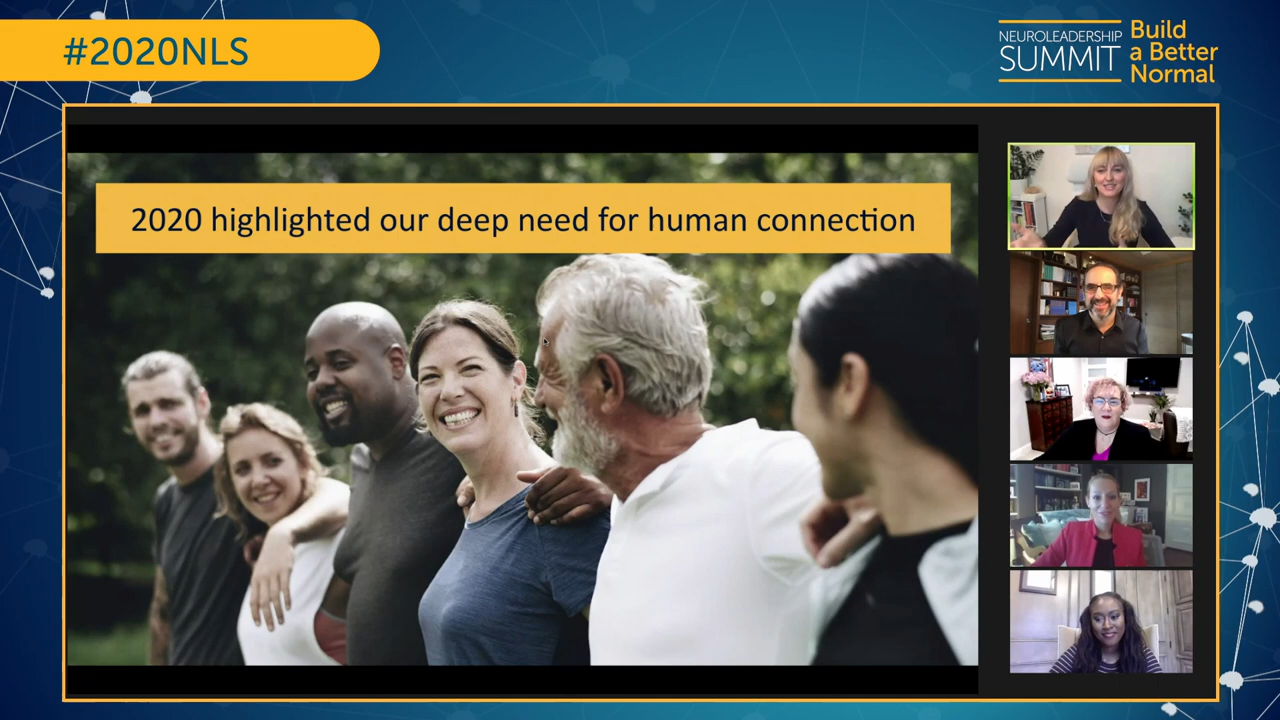 #2020NLS
NEUROLEADERSHIP
SUMMIT
Build
a Better
Normal
2020 highlighted our deep need for human connection